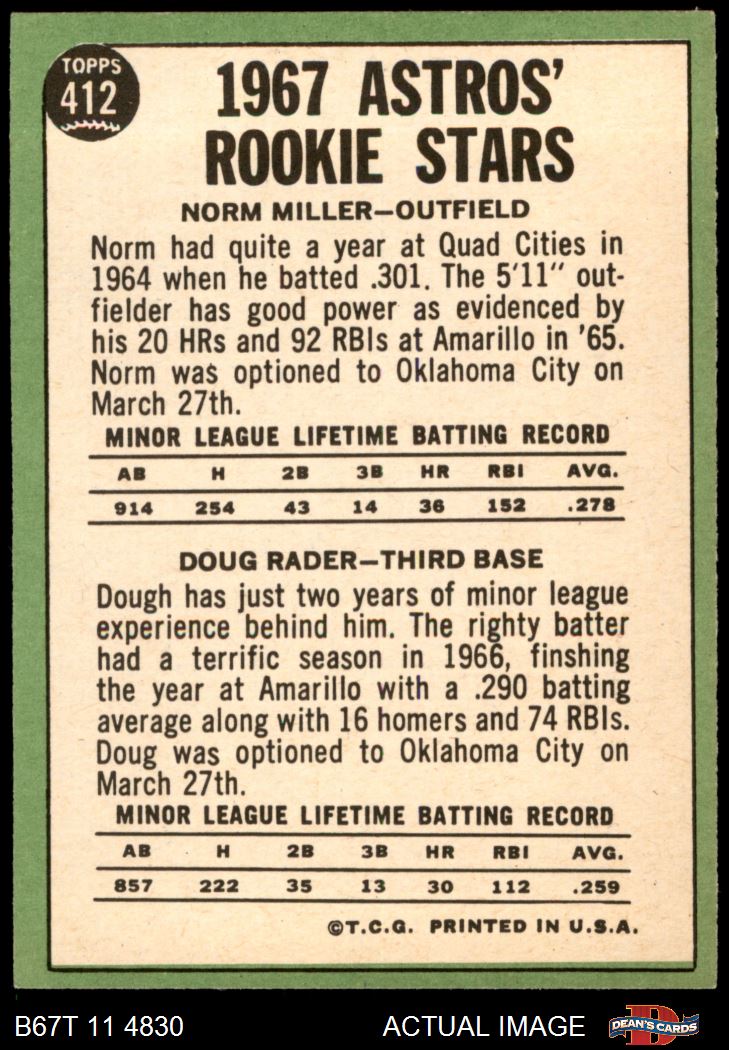 TOPPS
412
1967 ASTROS'
ROOKIE STARS
NORM MILLER—OUTFIELD
Norm had quite a year at Quad Cities in
1964 when he batted .301. The 5'11" out-
fielder has good power as evidenced by
his 20 HRs and 92 RBIs at Amarillo in '65.
Norm was optioned to Oklahoma City on
March 27th.
MINOR LEAGUE LIFETIME BATTING RECORD
AB H 2B 3B HR RBI AVG.
914 254 43 14 36 152 .278
DOUG RADER—THIRD BASE
Dough has just two years of minor league
experience behind him. The righty batter
had a terrific season in 1966, finshing
the year at Amarillo with a .290 batting
average along with 16 homers and 74 RBIs.
Doug was optioned to Oklahoma City on
March 27th.
MINOR LEAGUE LIFETIME BATTING RECORD
AB H 2B 3B HR RBI AVG.
857 222 35 13 30 112 .259
©T.C.G. PRINTED IN U.S.A.
B67T 11 4830 ACTUAL IMAGE DEAN'S CARDS